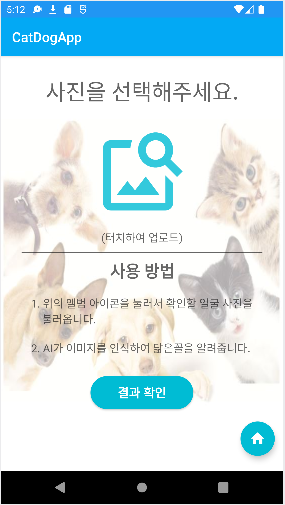 5:12
CatDogApp
사진을 선택해주세요.
(터치하여 업로드)
사용 방법
1. 위의 앨범 아이콘을 눌러서 확인할 얼굴 사진을
불러옵니다.
2. AI가 이미지를 인식하여 닮은꼴을 알려줍니다.
결과 확인